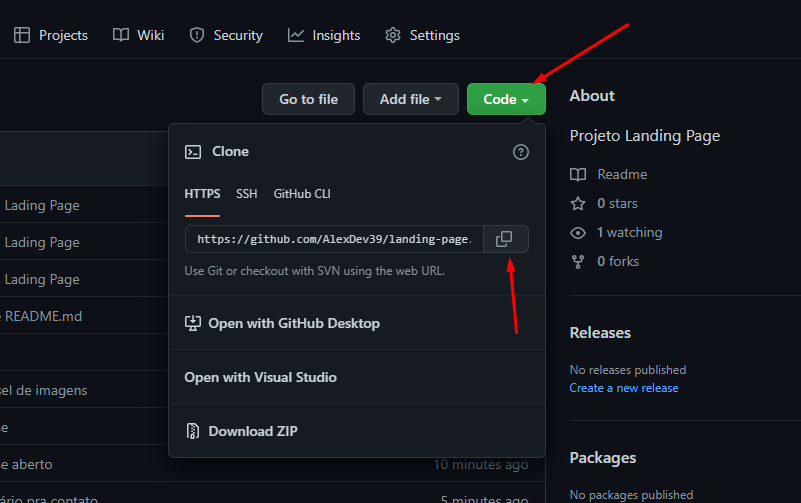 Projects Wiki Security Insights Settings
Go to file Add file Code
About
Clone
Projeto Landing Page
HTTPS SSH GitHub CLI
Readme
Lading Page
0 stars
https://github.com/AlexDev39/landing-page.
1 watching
Lading Page
0 forks
Use Git or checkout with SVN using the web URL.
Lading Page
README.md
Open with GitHub Desktop
Releases
No releases published
Open with Visual Studio
Create a new release
de imagens
Download ZIP
Packages
aberto
10 minutes ago
No packages published
pra contato
5 minutes ago